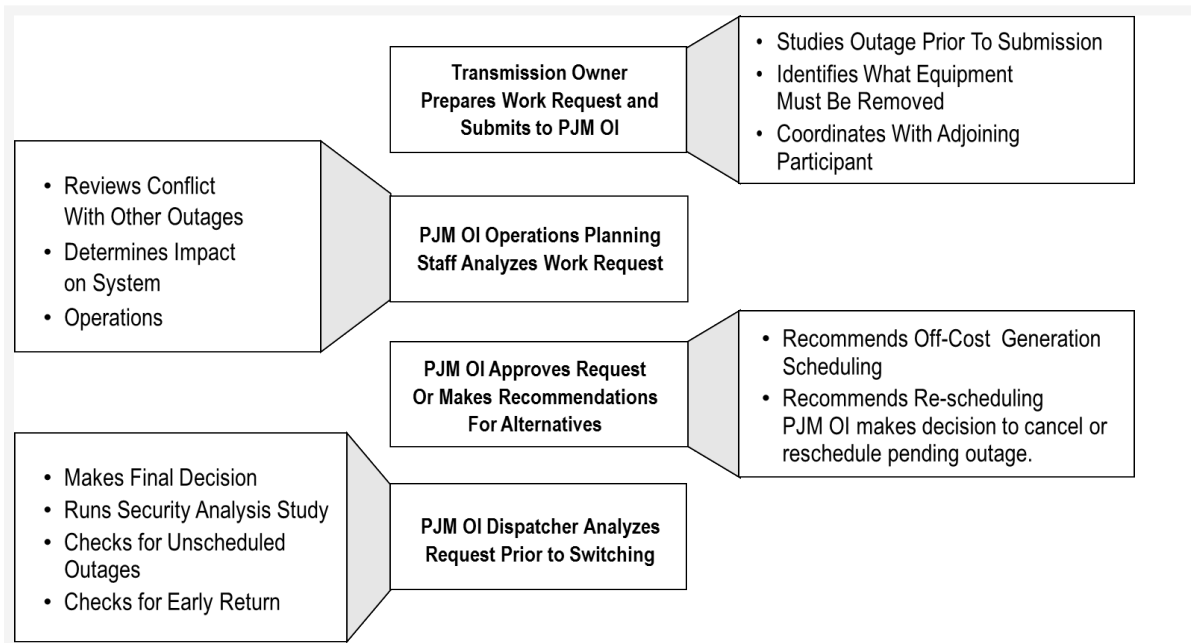 Transmission Owner
Prepares Work Request and
Submits to PJM OI
• Studies Outage Prior To Submission
• Identifies What Equipment
Must Be Removed
• Coordinates With Adjoining
Participant
• Reviews Conflict
With Other Outages
• Determines Impact
on System
• Operations
PJM OI Operations Planning
Staff Analyzes Work Request
PJM OI Approves Request
Or Makes Recommendations
For Alternatives
• Recommends Off-Cost Generation
Scheduling
• Recommends Re-scheduling
PJM OI makes decision to cancel or
reschedule pending outage.
• Makes Final Decision
• Runs Security Analysis Study
• Checks for Unscheduled
Outages
• Checks for Early Return
PJM OI Dispatcher Analyzes
Request Prior to Switching